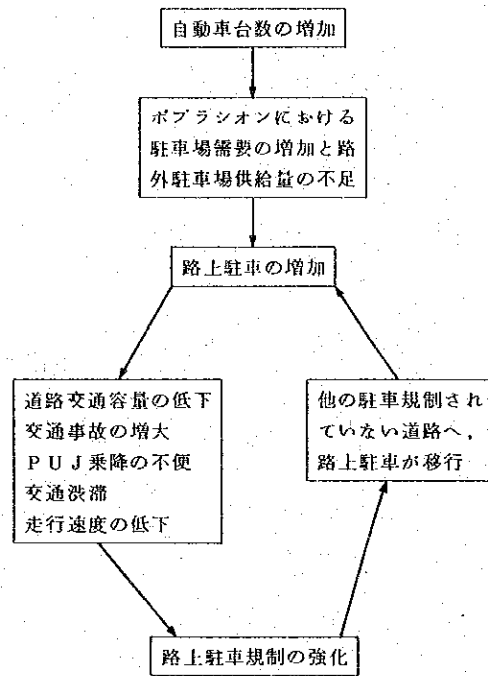 自動車台数の増加
ポブラシオンにおける
駐車場需要の増加と路
外駐車場供給量の不足
路上駐車の増加
道路交通容量の低下
交通事故の増大
PUJ乗降の不便
交通渋滞
走行速度の低下
他の駐車規制され
ていない道路へ,
路上駐車が移行
路上駐車規制の強化